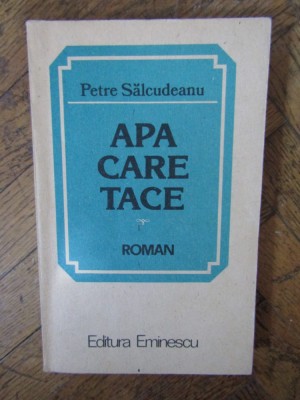 Petre Sălcudeanu
APA
CARE
TACE
ROMAN
Editura Eminescu